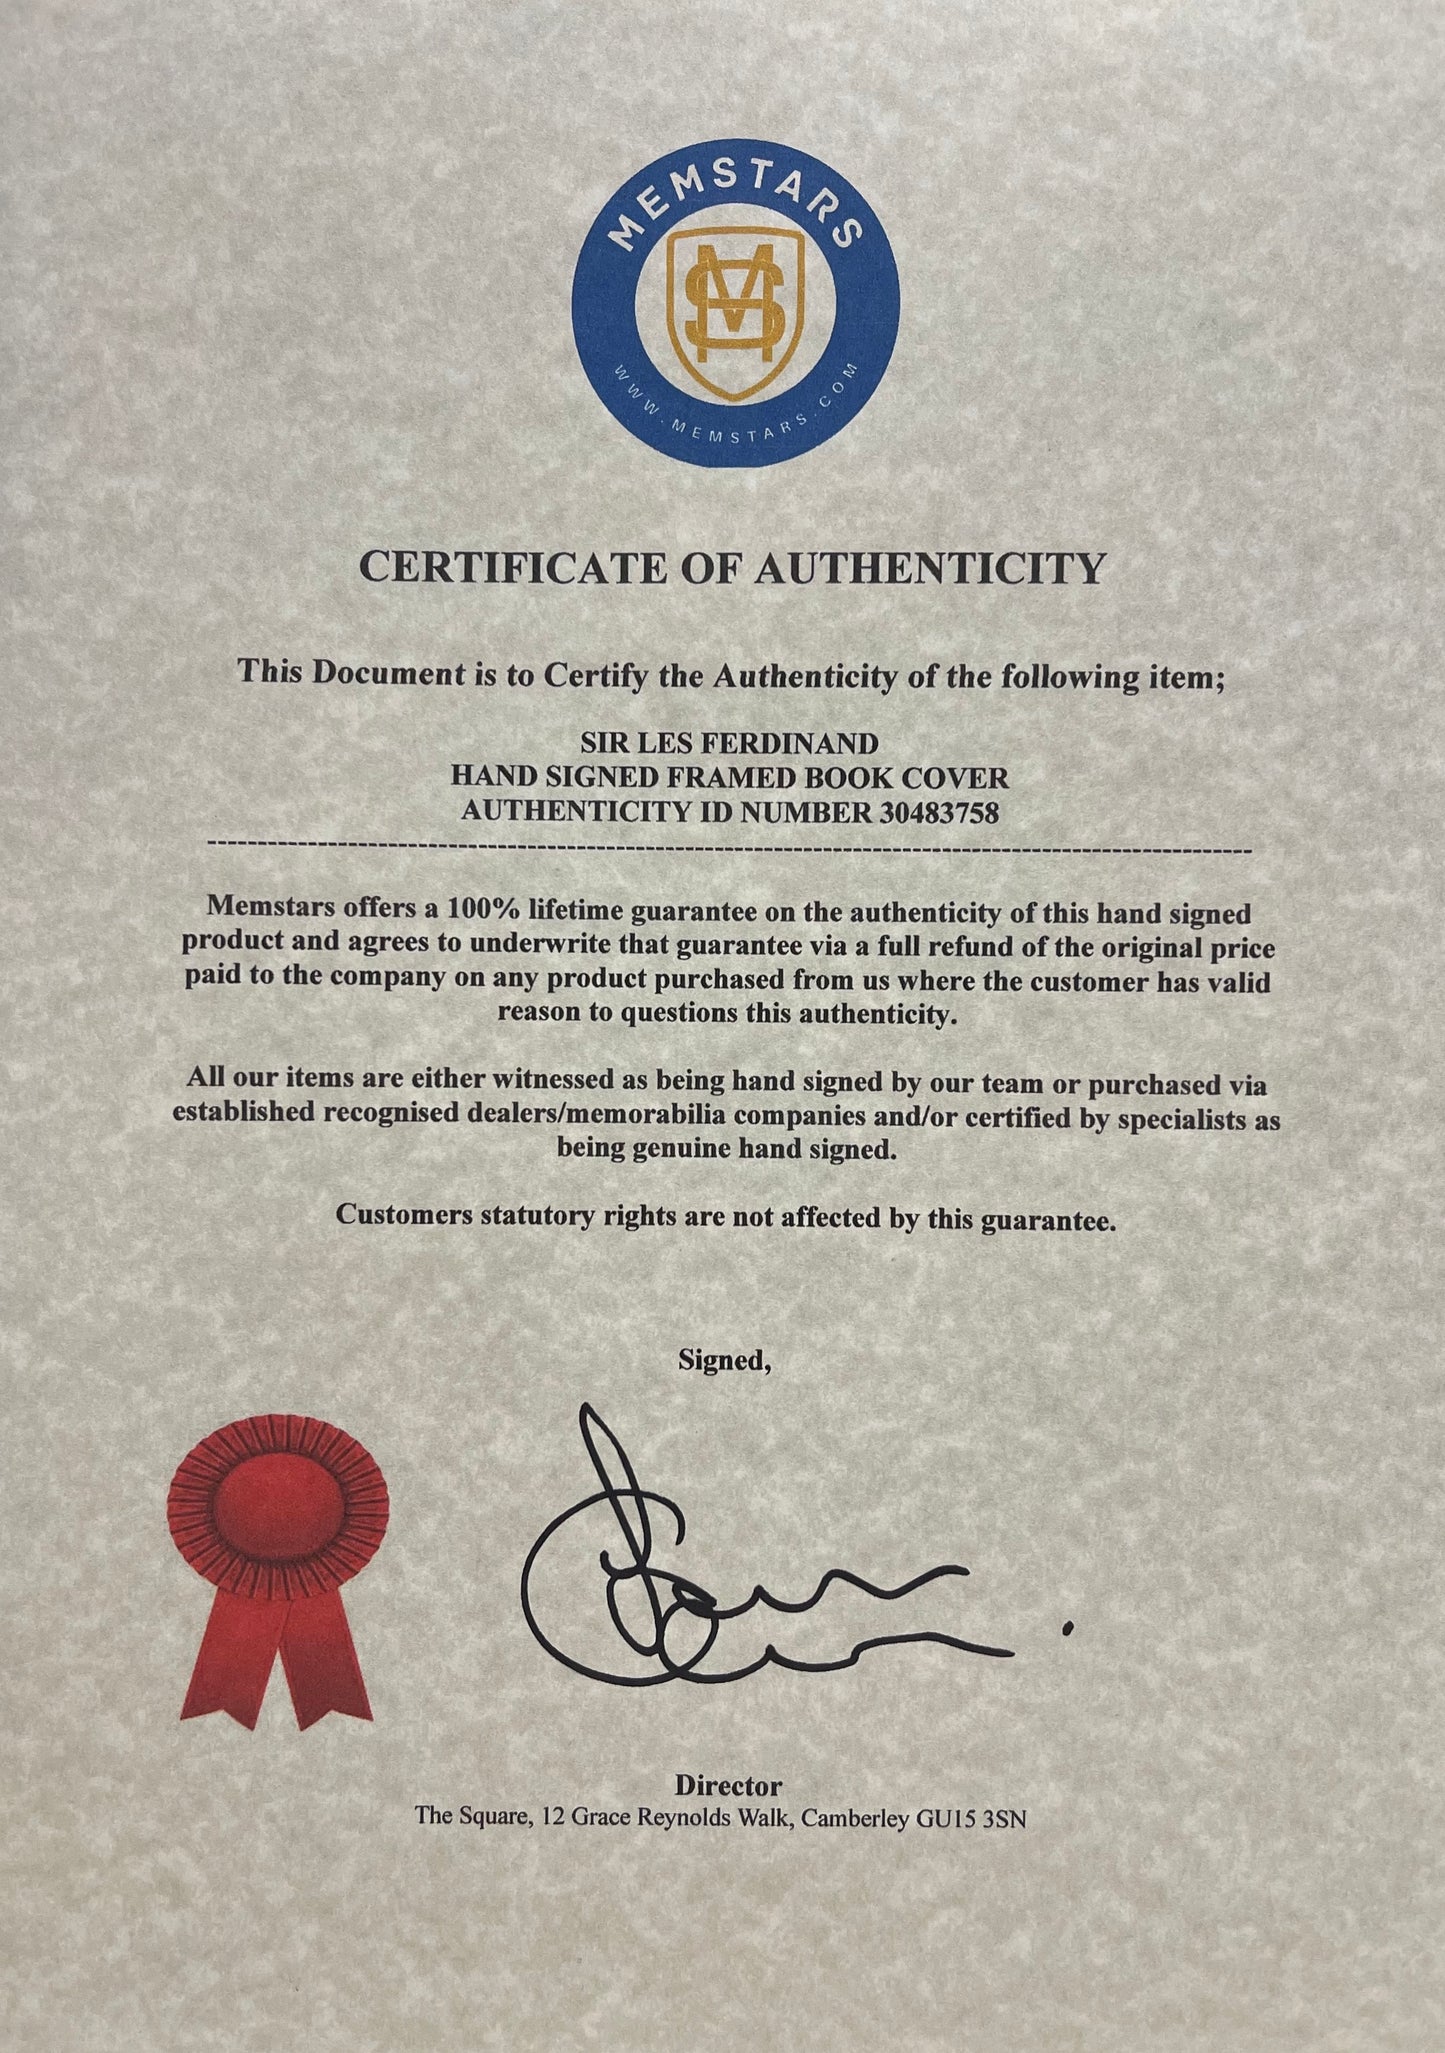 MEMSTARS
WWW.MEMSTARS.COM
CERTIFICATE OF AUTHENTICITY
This Document is to Certify the Authenticity of the following item;
SIR LES FERDINAND
HAND SIGNED FRAMED BOOK COVER
AUTHENTICITY ID NUMBER 30483758
Memstars offers a 100% lifetime guarantee on the authenticity of this hand signed
product and agrees to underwrite that guarantee via a full refund of the original price
paid to the company on any product purchased from us where the customer has valid
reason to questions this authenticity.
All our items are either witnessed as being hand signed by our team or purchased via
established recognised dealers/memorabilia companies and/or certified by specialists as
being genuine hand signed.
Customers statutory rights are not affected by this guarantee.
Signed,
Director
The Square, 12 Grace Reynolds Walk, Camberley GU15 3SN